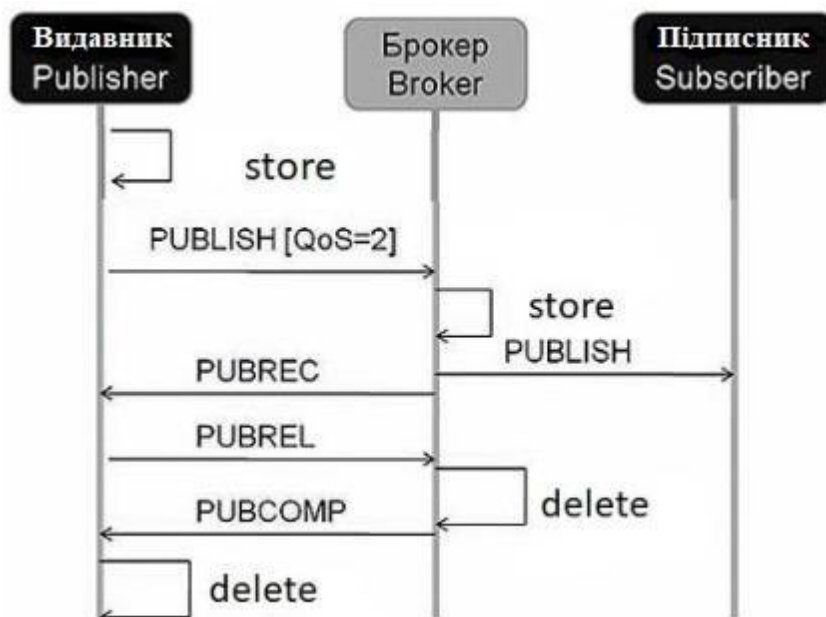 Видавник
Publisher
Брокер
Broker
Підписник
Subscriber
store
PUBLISH [QoS=2]
store
PUBLISH
PUBREC
PUBREL
delete
PUBCOMP
delete